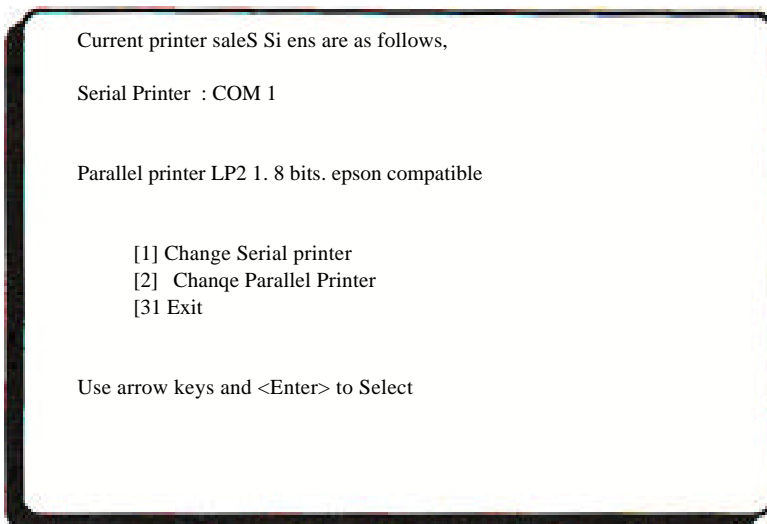 Current printer saleS Si ens are as follows,
Serial Printer : COM 1
Parallel printer LP2 1. 8 bits. epson compatible
[1] Change Serial printer
[2] Chanqe Parallel Printer
[31 Exit
Use arrow keys and <Enter> to Select